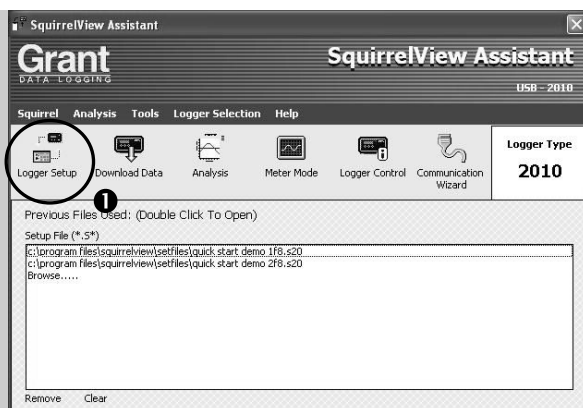 SquirrelView Assistant
Grant
DATA LOGGING
SquirrelView Assistant
USB - 2010
Squirrel Analysis Tools Logger Selection Help
Logger Setup Download Data Analysis Meter Mode Logger Control Communication Wizard
Logger Type
2010
1
Previous Files Used: (Double Click To Open)
Setup File (*.S*)
c:\program files\squirrelview\setfiles\quick start demo 1f8.s20
c:\program files\squirrelview\setfiles\quick start demo 2f8.s20
Browse.....
Remove Clear